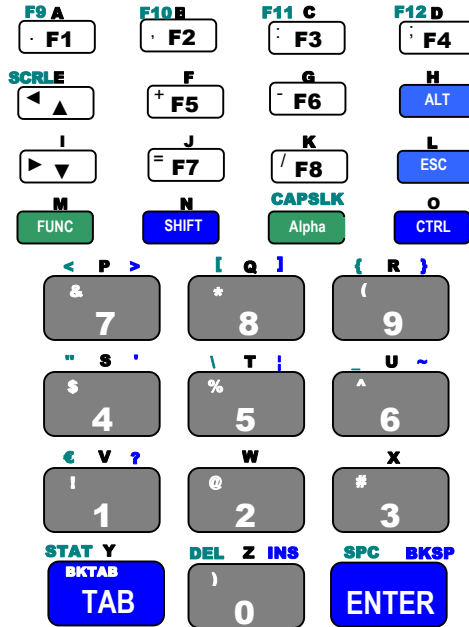 F9 A F10 B F11 C F12 D
. F1 , F2 : F3 ; F4
SCRL E F G H
◄ ▲ + F5 - F6 ALT
I J K L
► ▼ = F7 / F8 ESC
M N CAPSLK O
FUNC SHIFT Alpha CTRL
< P > [ Q ] { R }
& * (
7 8 9
" S ' \ T ¦ _ U ~
$ % ^
4 5 6
€ V ? W X
! @ #
1 2 3
STAT Y DEL Z INS SPC BKSP
BKTAB )
TAB 0 ENTER